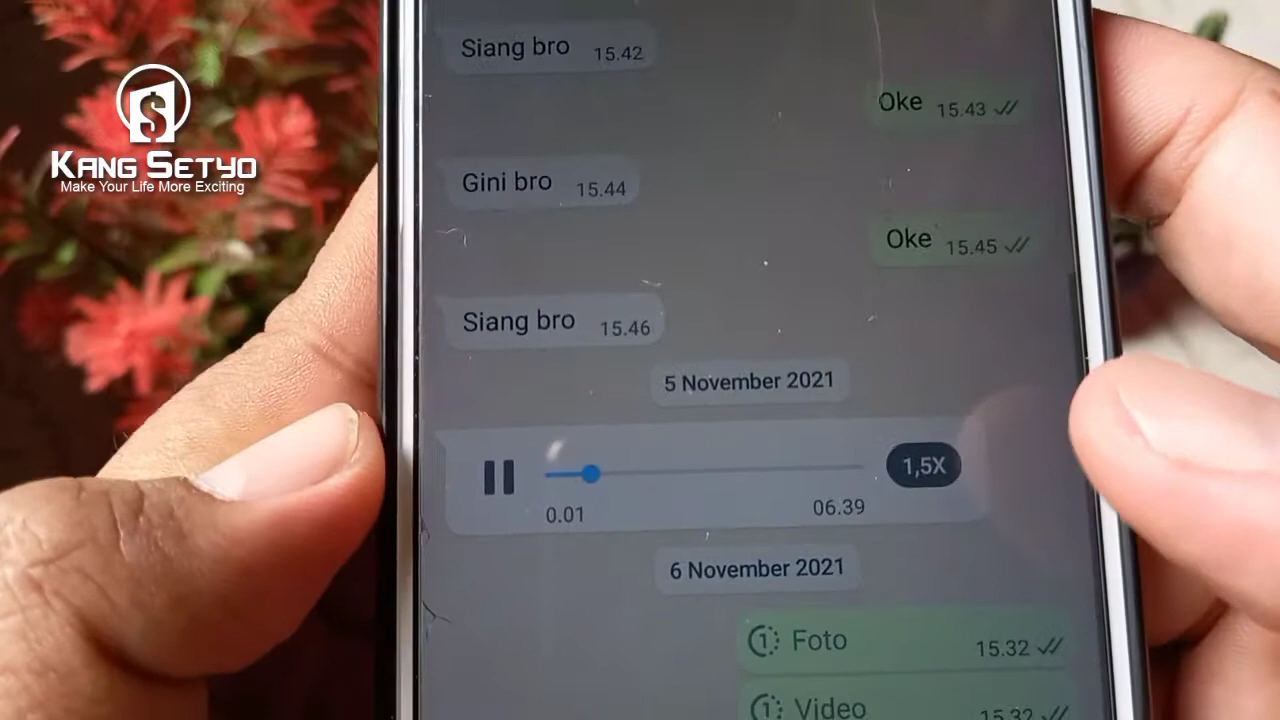 Kang Setyo
Make Your Life More Exciting
Siang bro 15.42
Oke 15.43
Gini bro 15.44
Oke 15.45
Siang bro 15.46
5 November 2021
1,5X
0.01 06.39
6 November 2021
1 Foto 15.32
1 Video 15.32